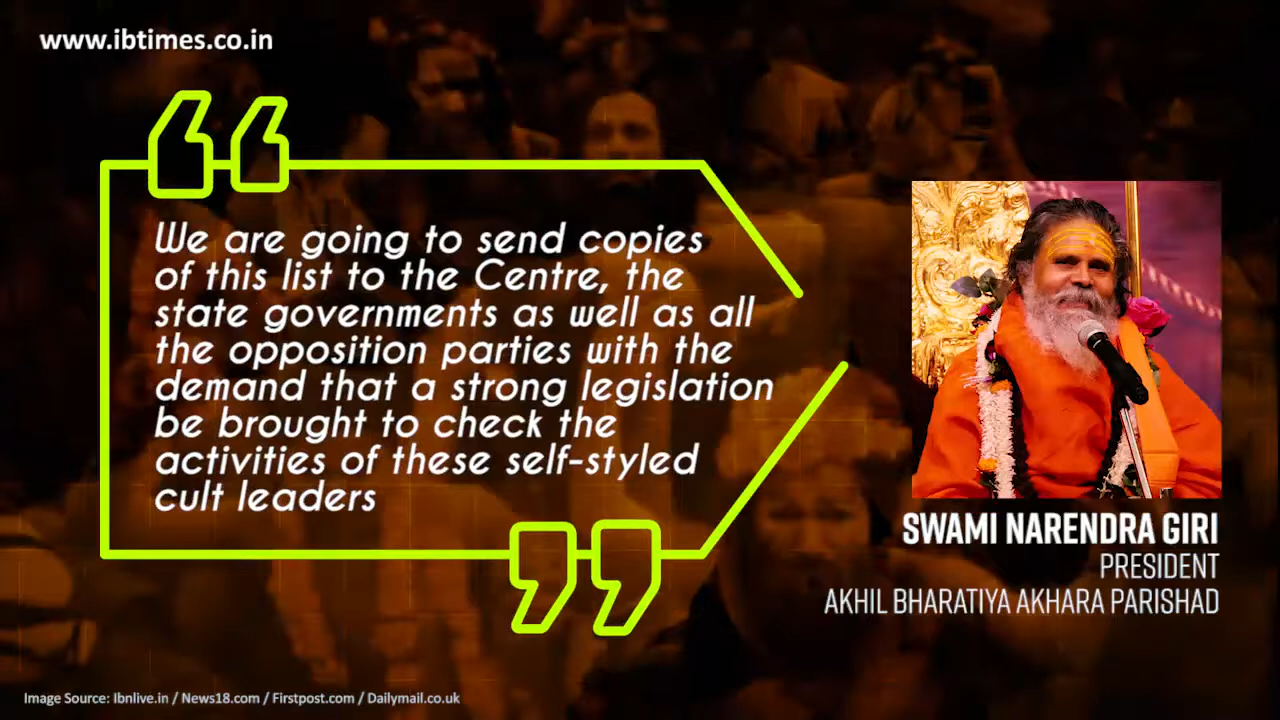 www.ibtimes.co.in
We are going to send copies
of this list to the Centre, the
state governments as well as all
the opposition parties with the
demand that a strong legislation
be brought to check the
activities of these self-styled
cult leaders
SWAMI NARENDRA GIRI
PRESIDENT
AKHIL BHARATIYA AKHARA PARISHAD
Image Source: Ibnlive.in / News18.com / Firstpost.com / Dailymail.co.uk